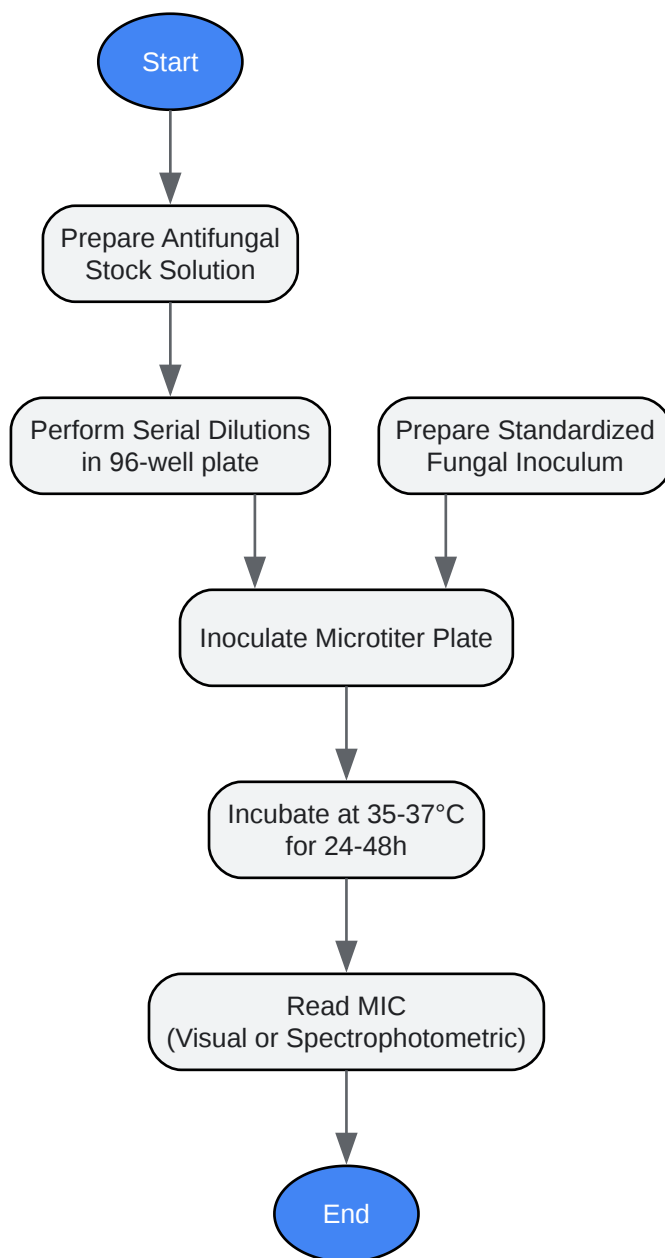 Start
Prepare Antifungal
Stock Solution
Perform Serial Dilutions
in 96-well plate
Prepare Standardized
Fungal Inoculum
Inoculate Microtiter Plate
Incubate at 35-37°C
for 24-48h
Read MIC
(Visual or Spectrophotometric)
End